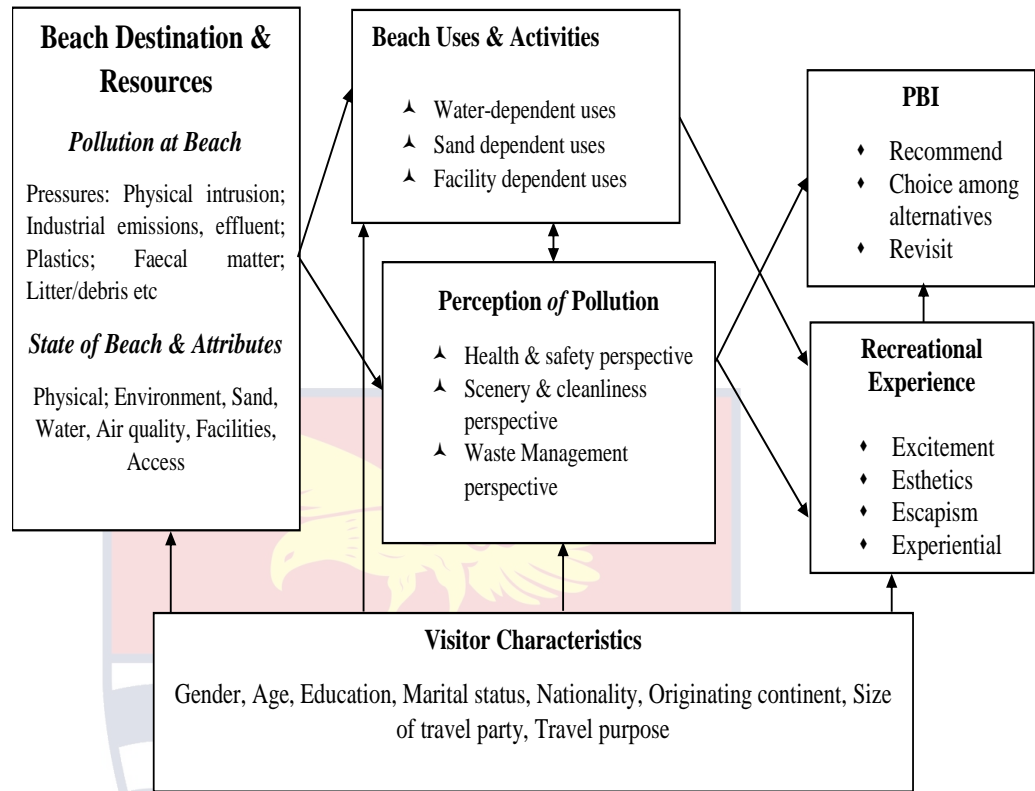 Beach Destination &
Resources
Pollution at Beach
Pressures: Physical intrusion;
Industrial emissions, effluent;
Plastics; Faecal matter;
Litter/debris etc
State of Beach & Attributes
Physical; Environment, Sand,
Water, Air quality, Facilities,
Access
Beach Uses & Activities
Water-dependent uses
Sand dependent uses
Facility dependent uses
Perception of Pollution
Health & safety perspective
Scenery & cleanliness
perspective
Waste Management
perspective
PBI
Recommend
Choice among
alternatives
Revisit
Recreational
Experience
Excitement
Esthetics
Escapism
Experiential
Visitor Characteristics
Gender, Age, Education, Marital status, Nationality, Originating continent, Size
of travel party, Travel purpose